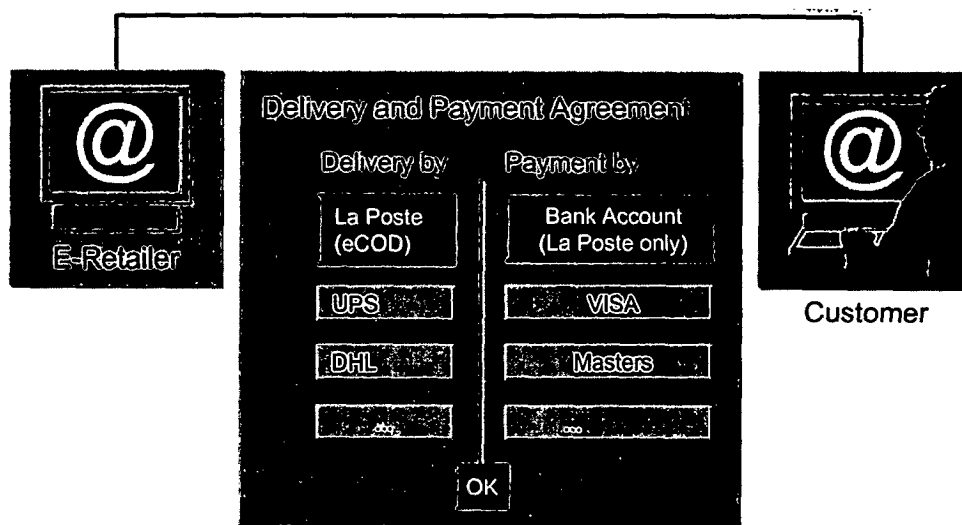 @
E-Retailer
Delivery and Payment Agreement
Delivery by
Payment by
La Poste
(eCOD)
Bank Account
(La Poste only)
UPS
VISA
DHL
Masters
...
...
OK
@
Customer